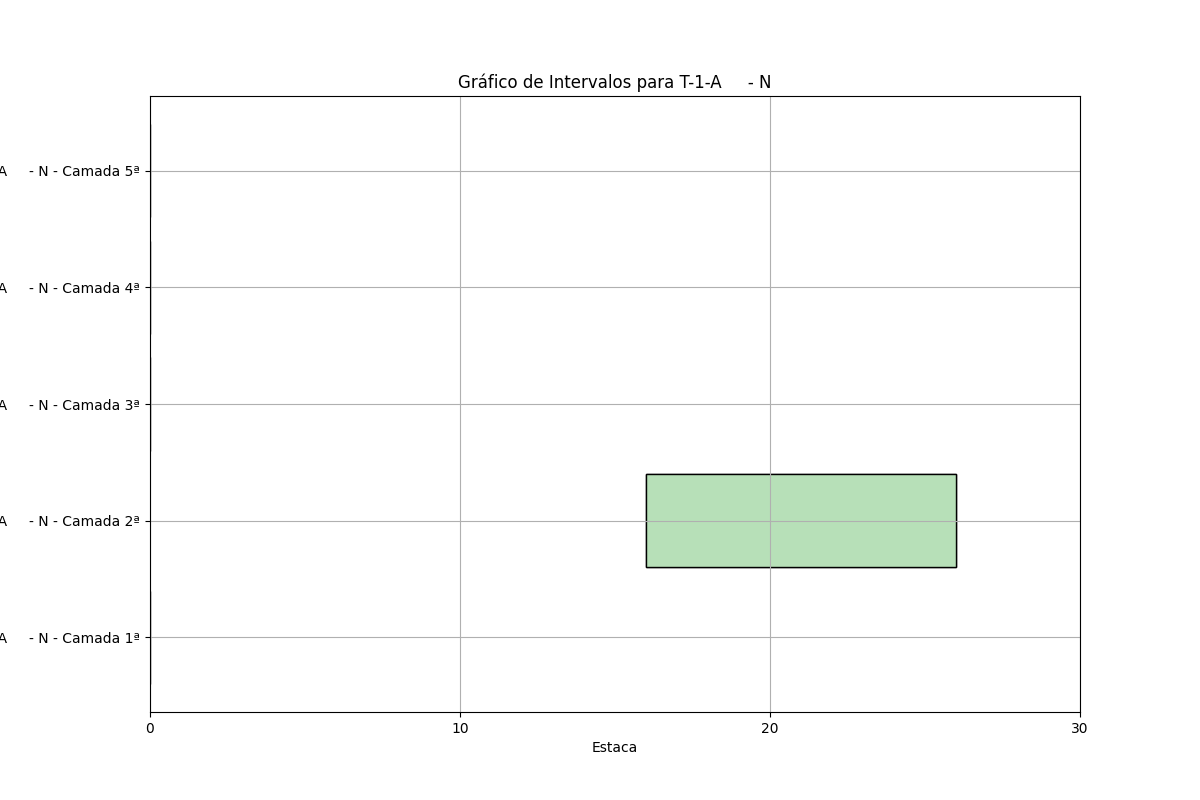 Gráfico de Intervalos para T-1-A      - N
A      - N - Camada 5ª
A      - N - Camada 4ª
A      - N - Camada 3ª
A      - N - Camada 2ª
A      - N - Camada 1ª
0 10 20 30
Estaca